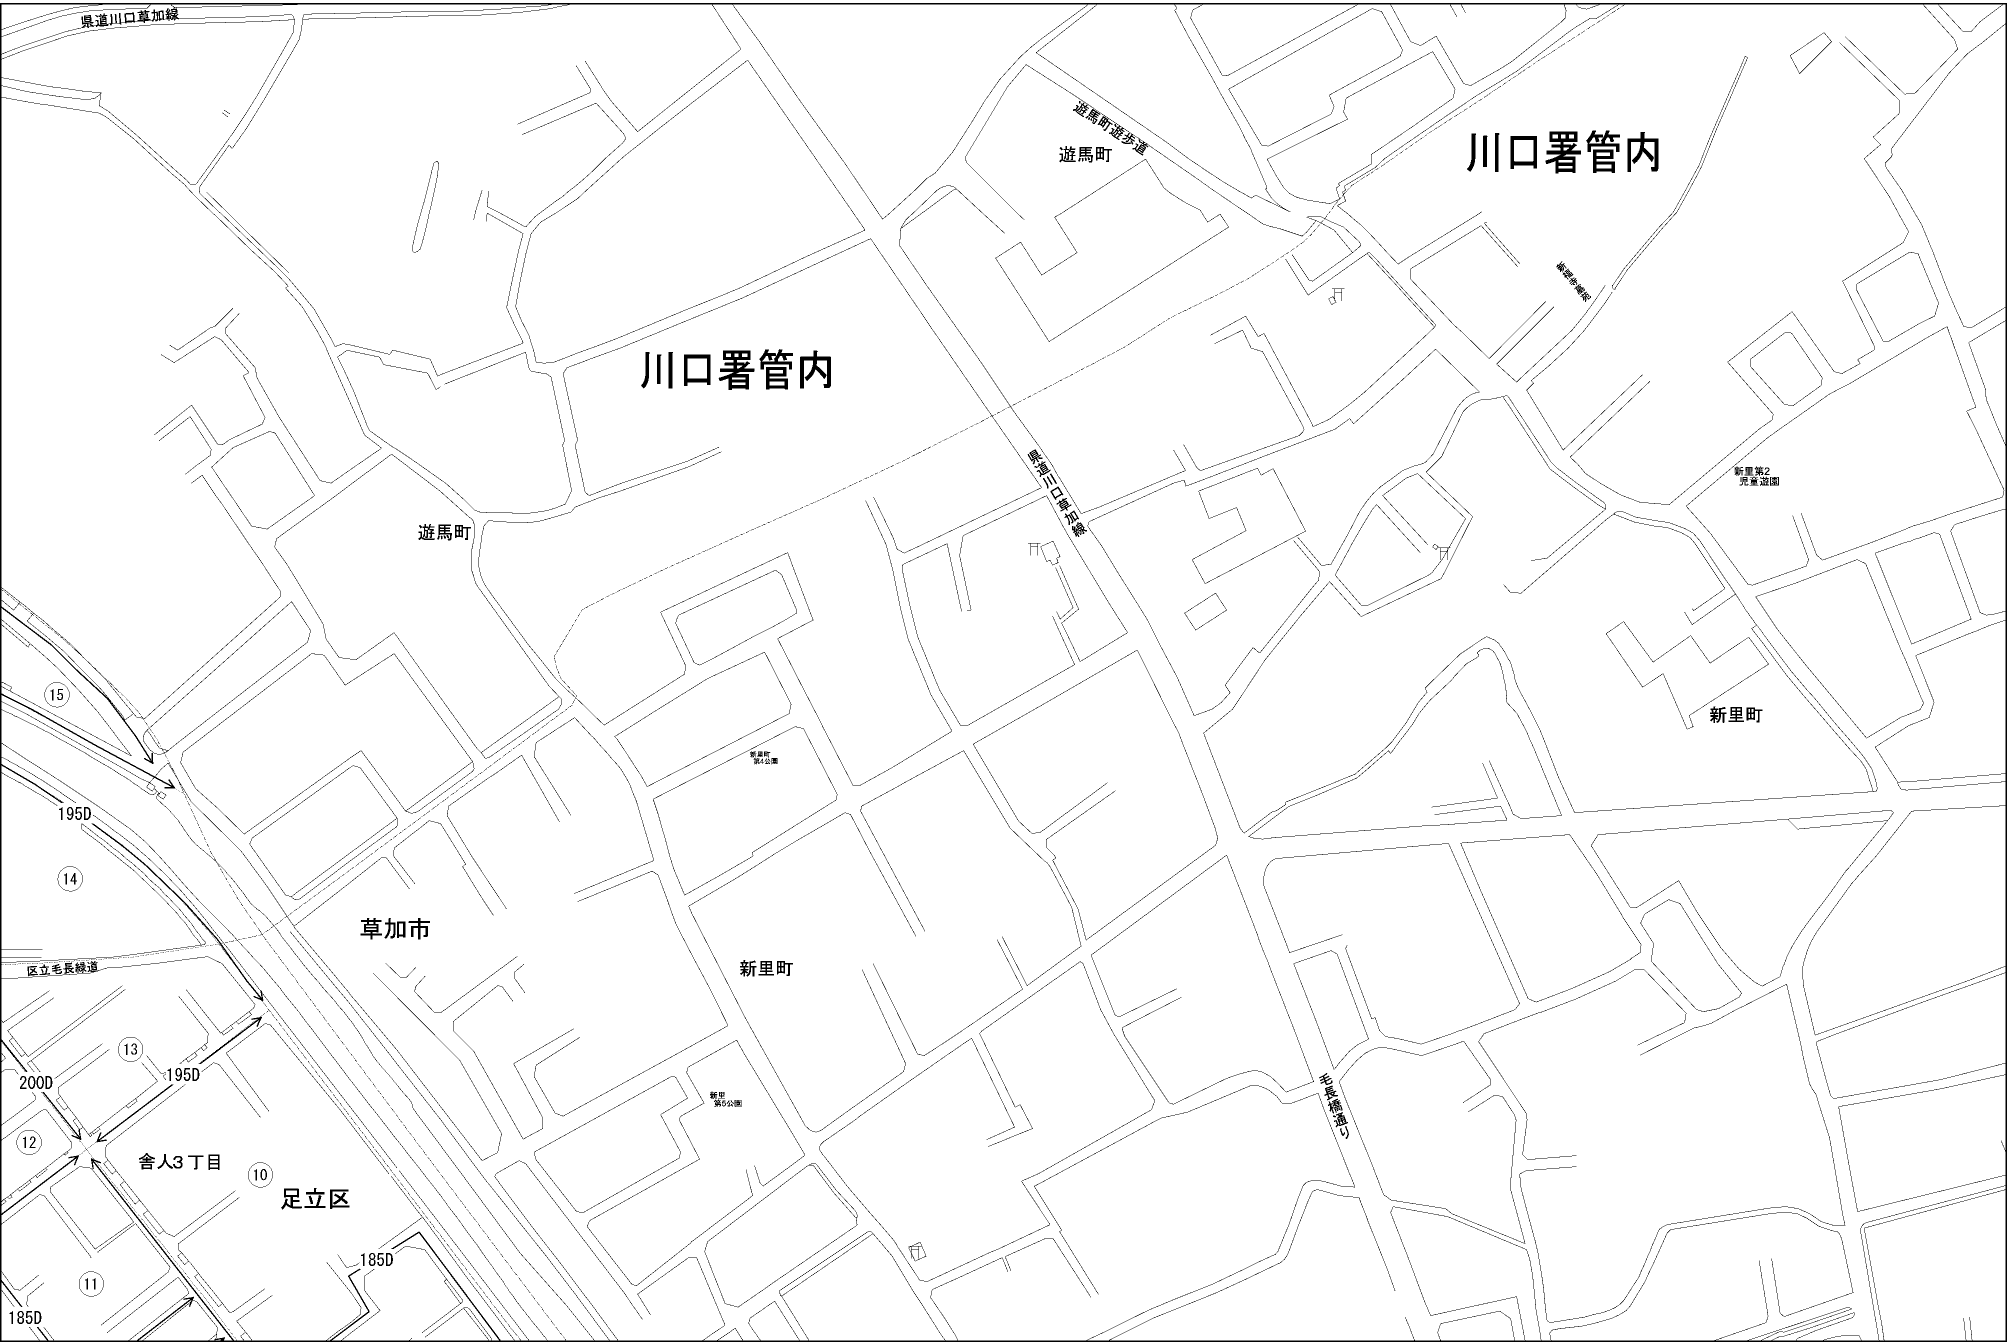 県道川口草加線
遊馬町遊歩道
遊馬町
川口署管内
新福寺墓苑
川口署管内
県道川口草加線
新里第2
児童遊園
遊馬町
15
新里町
新里町
第4公園
195D
14
草加市
区立毛長緑道
新里町
13
195D
200D
新里
第5公園
毛長橋通り
12
舎人3丁目
10
足立区
185D
11
185D